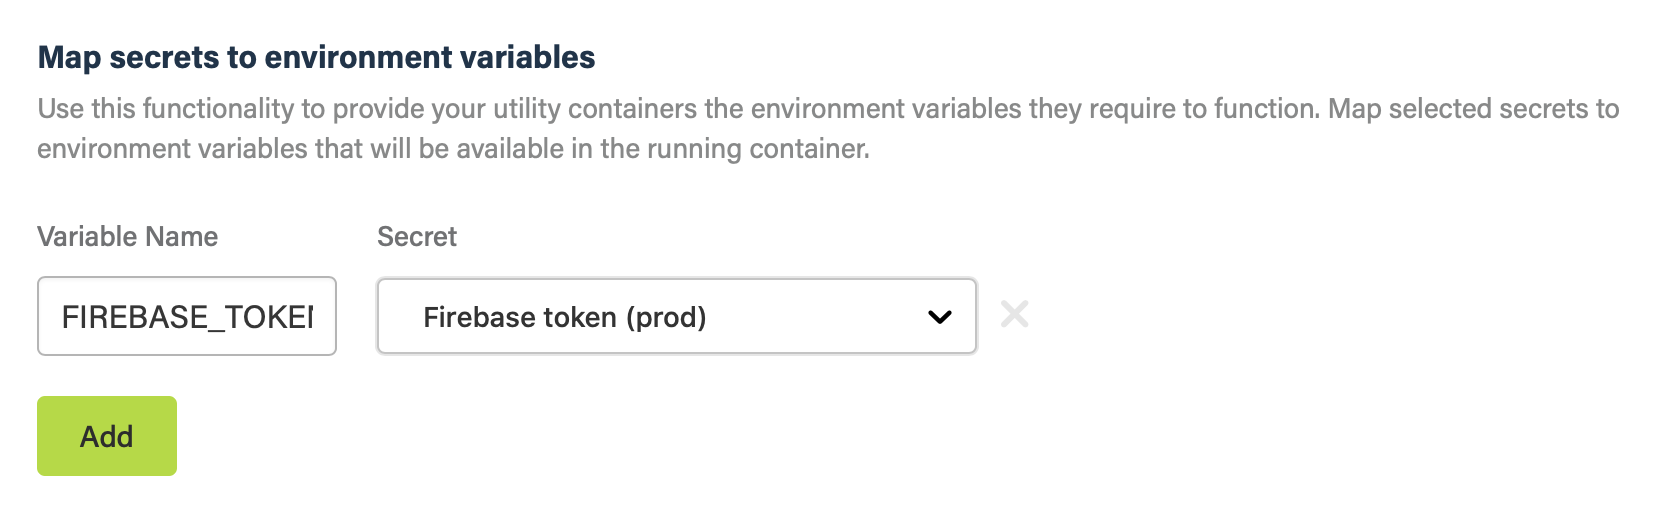 Map secrets to environment variables
Use this functionality to provide your utility containers the environment variables they require to function. Map selected secrets to
environment variables that will be available in the running container.
Variable Name Secret
FIREBASE_TOKEN Firebase token (prod)
Add